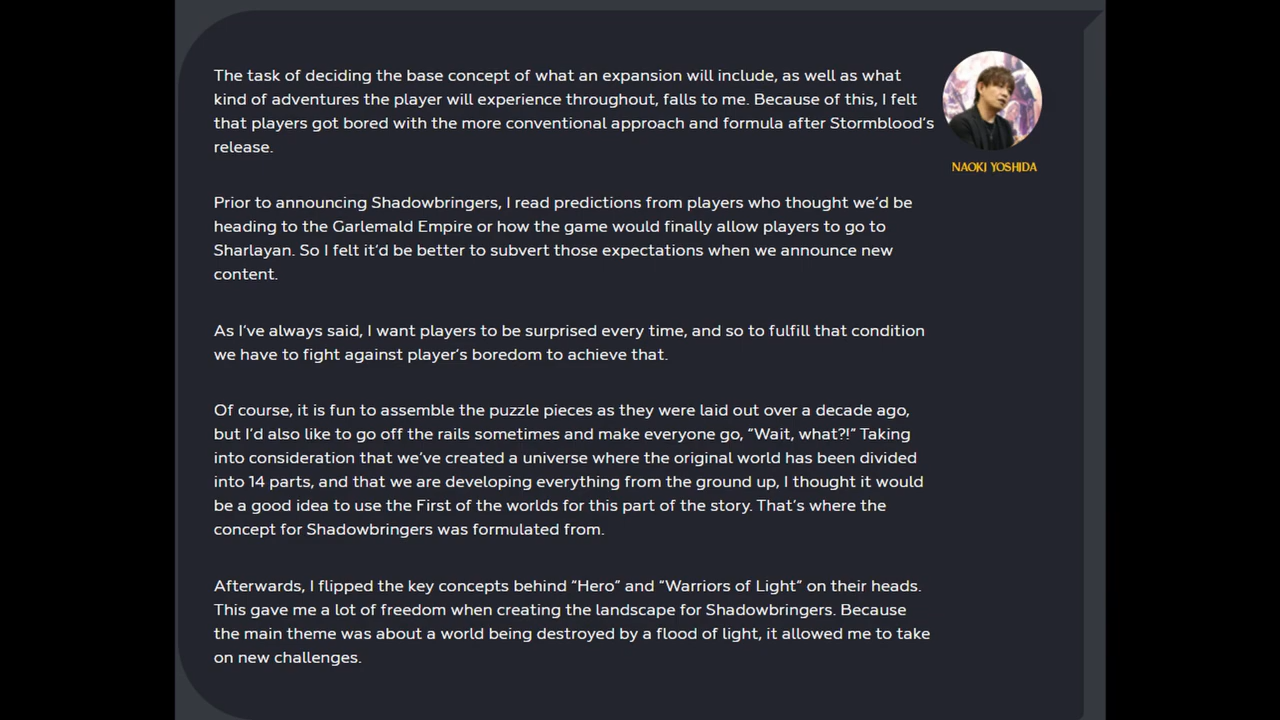 The task of deciding the base concept of what an expansion will include, as well as what
kind of adventures the player will experience throughout, falls to me. Because of this, I felt
that players got bored with the more conventional approach and formula after Stormblood’s
release.
NAOKI YOSHIDA
Prior to announcing Shadowbringers, I read predictions from players who thought we’d be
heading to the Garlemald Empire or how the game would finally allow players to go to
Sharlayan. So I felt it’d be better to subvert those expectations when we announce new
content.
As I’ve always said, I want players to be surprised every time, and so to fulfill that condition
we have to fight against player’s boredom to achieve that.
Of course, it is fun to assemble the puzzle pieces as they were laid out over a decade ago,
but I’d also like to go off the rails sometimes and make everyone go, “Wait, what?!” Taking
into consideration that we’ve created a universe where the original world has been divided
into 14 parts, and that we are developing everything from the ground up, I thought it would
be a good idea to use the First of the worlds for this part of the story. That’s where the
concept for Shadowbringers was formulated from.
Afterwards, I flipped the key concepts behind “Hero” and “Warriors of Light” on their heads.
This gave me a lot of freedom when creating the landscape for Shadowbringers. Because
the main theme was about a world being destroyed by a flood of light, it allowed me to take
on new challenges.